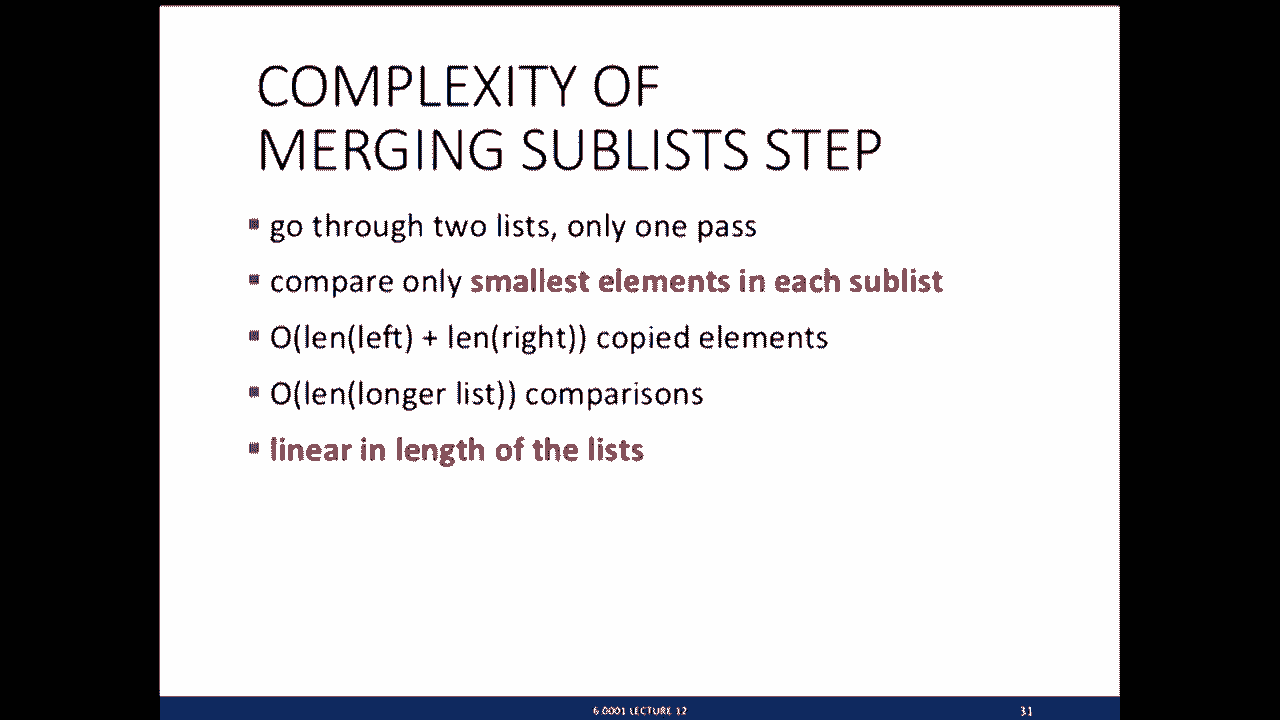 COMPLEXITY OF
MERGING SUBLISTS STEP
▪ go through two lists, only one pass
▪ compare only smallest elements in each sublist
▪ O(len(left) + len(right)) copied elements
▪ O(len(longer list)) comparisons
▪ linear in length of the lists
6.0001 LECTURE 12
31